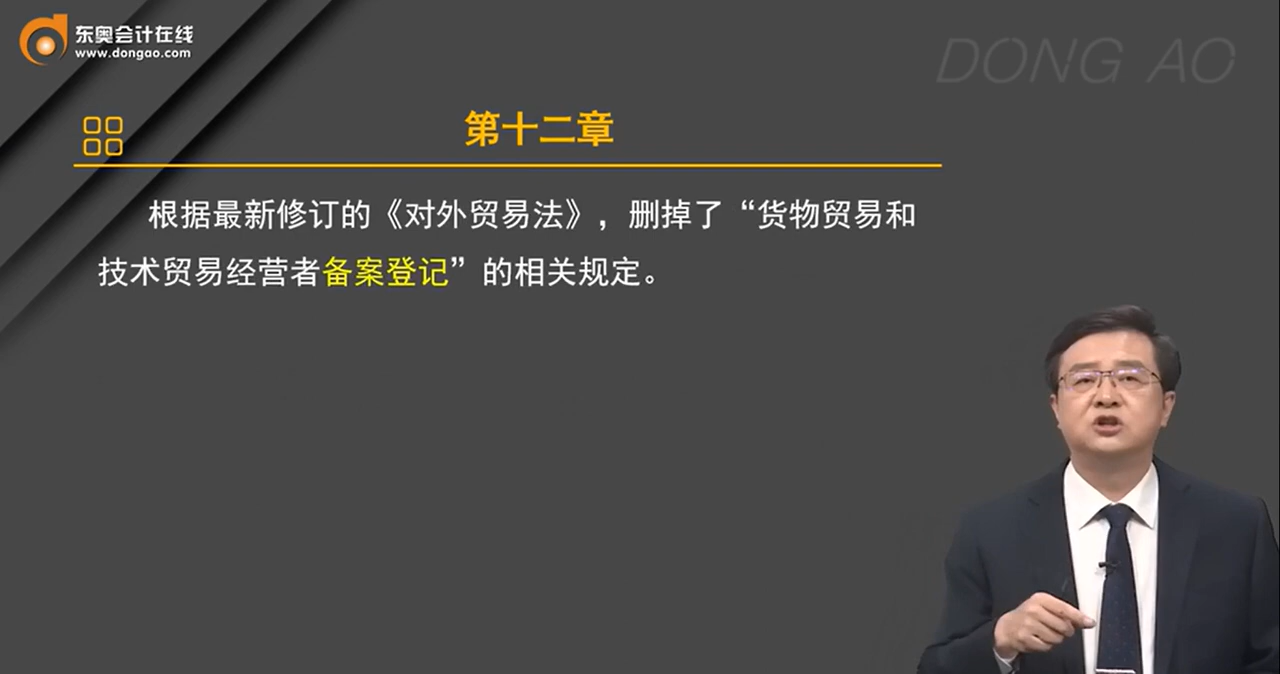 东奥会计在线
www.dongao.com
DONG AO
第十二章
根据最新修订的《对外贸易法》，删掉了“货物贸易和
技术贸易经营者备案登记”的相关规定。